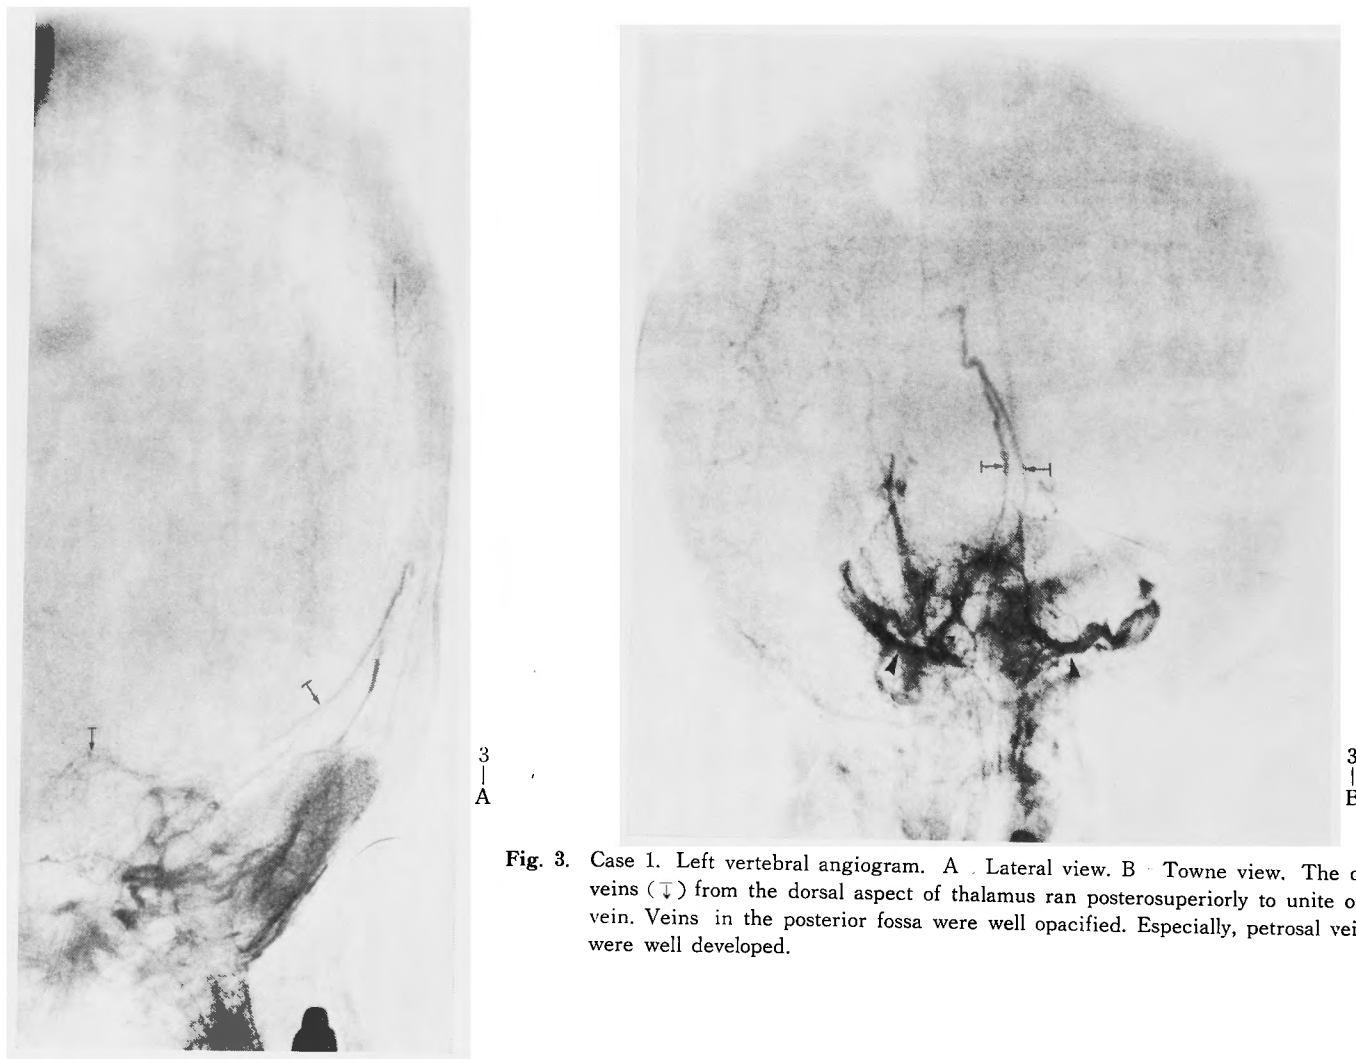 3
|
A
3
|
B
Fig. 3. Case 1. Left vertebral angiogram. A Lateral view. B Towne view. The
veins (↧) from the dorsal aspect of thalamus ran posterosuperiorly to unite
vein. Veins in the posterior fossa were well opacified. Especially, petrosal
were well developed.